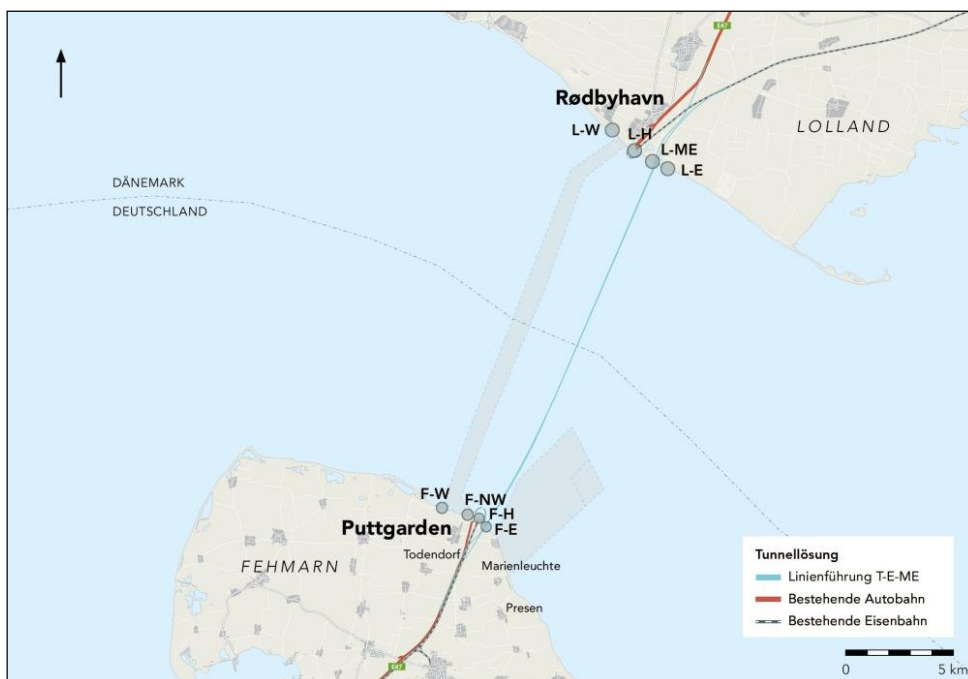 E47
Rødbyhavn
L-W
L-H
LOLLAND
L-ME
L-E
DÄNEMARK
DEUTSCHLAND
F-W
F-NW
F-H
Puttgarden
F-E
Todendorf
FEHMARN
Marienleuchte
Presen
E47
Tunnellösung
Linienführung T-E-ME
Bestehende Autobahn
Bestehende Eisenbahn
0 5 km